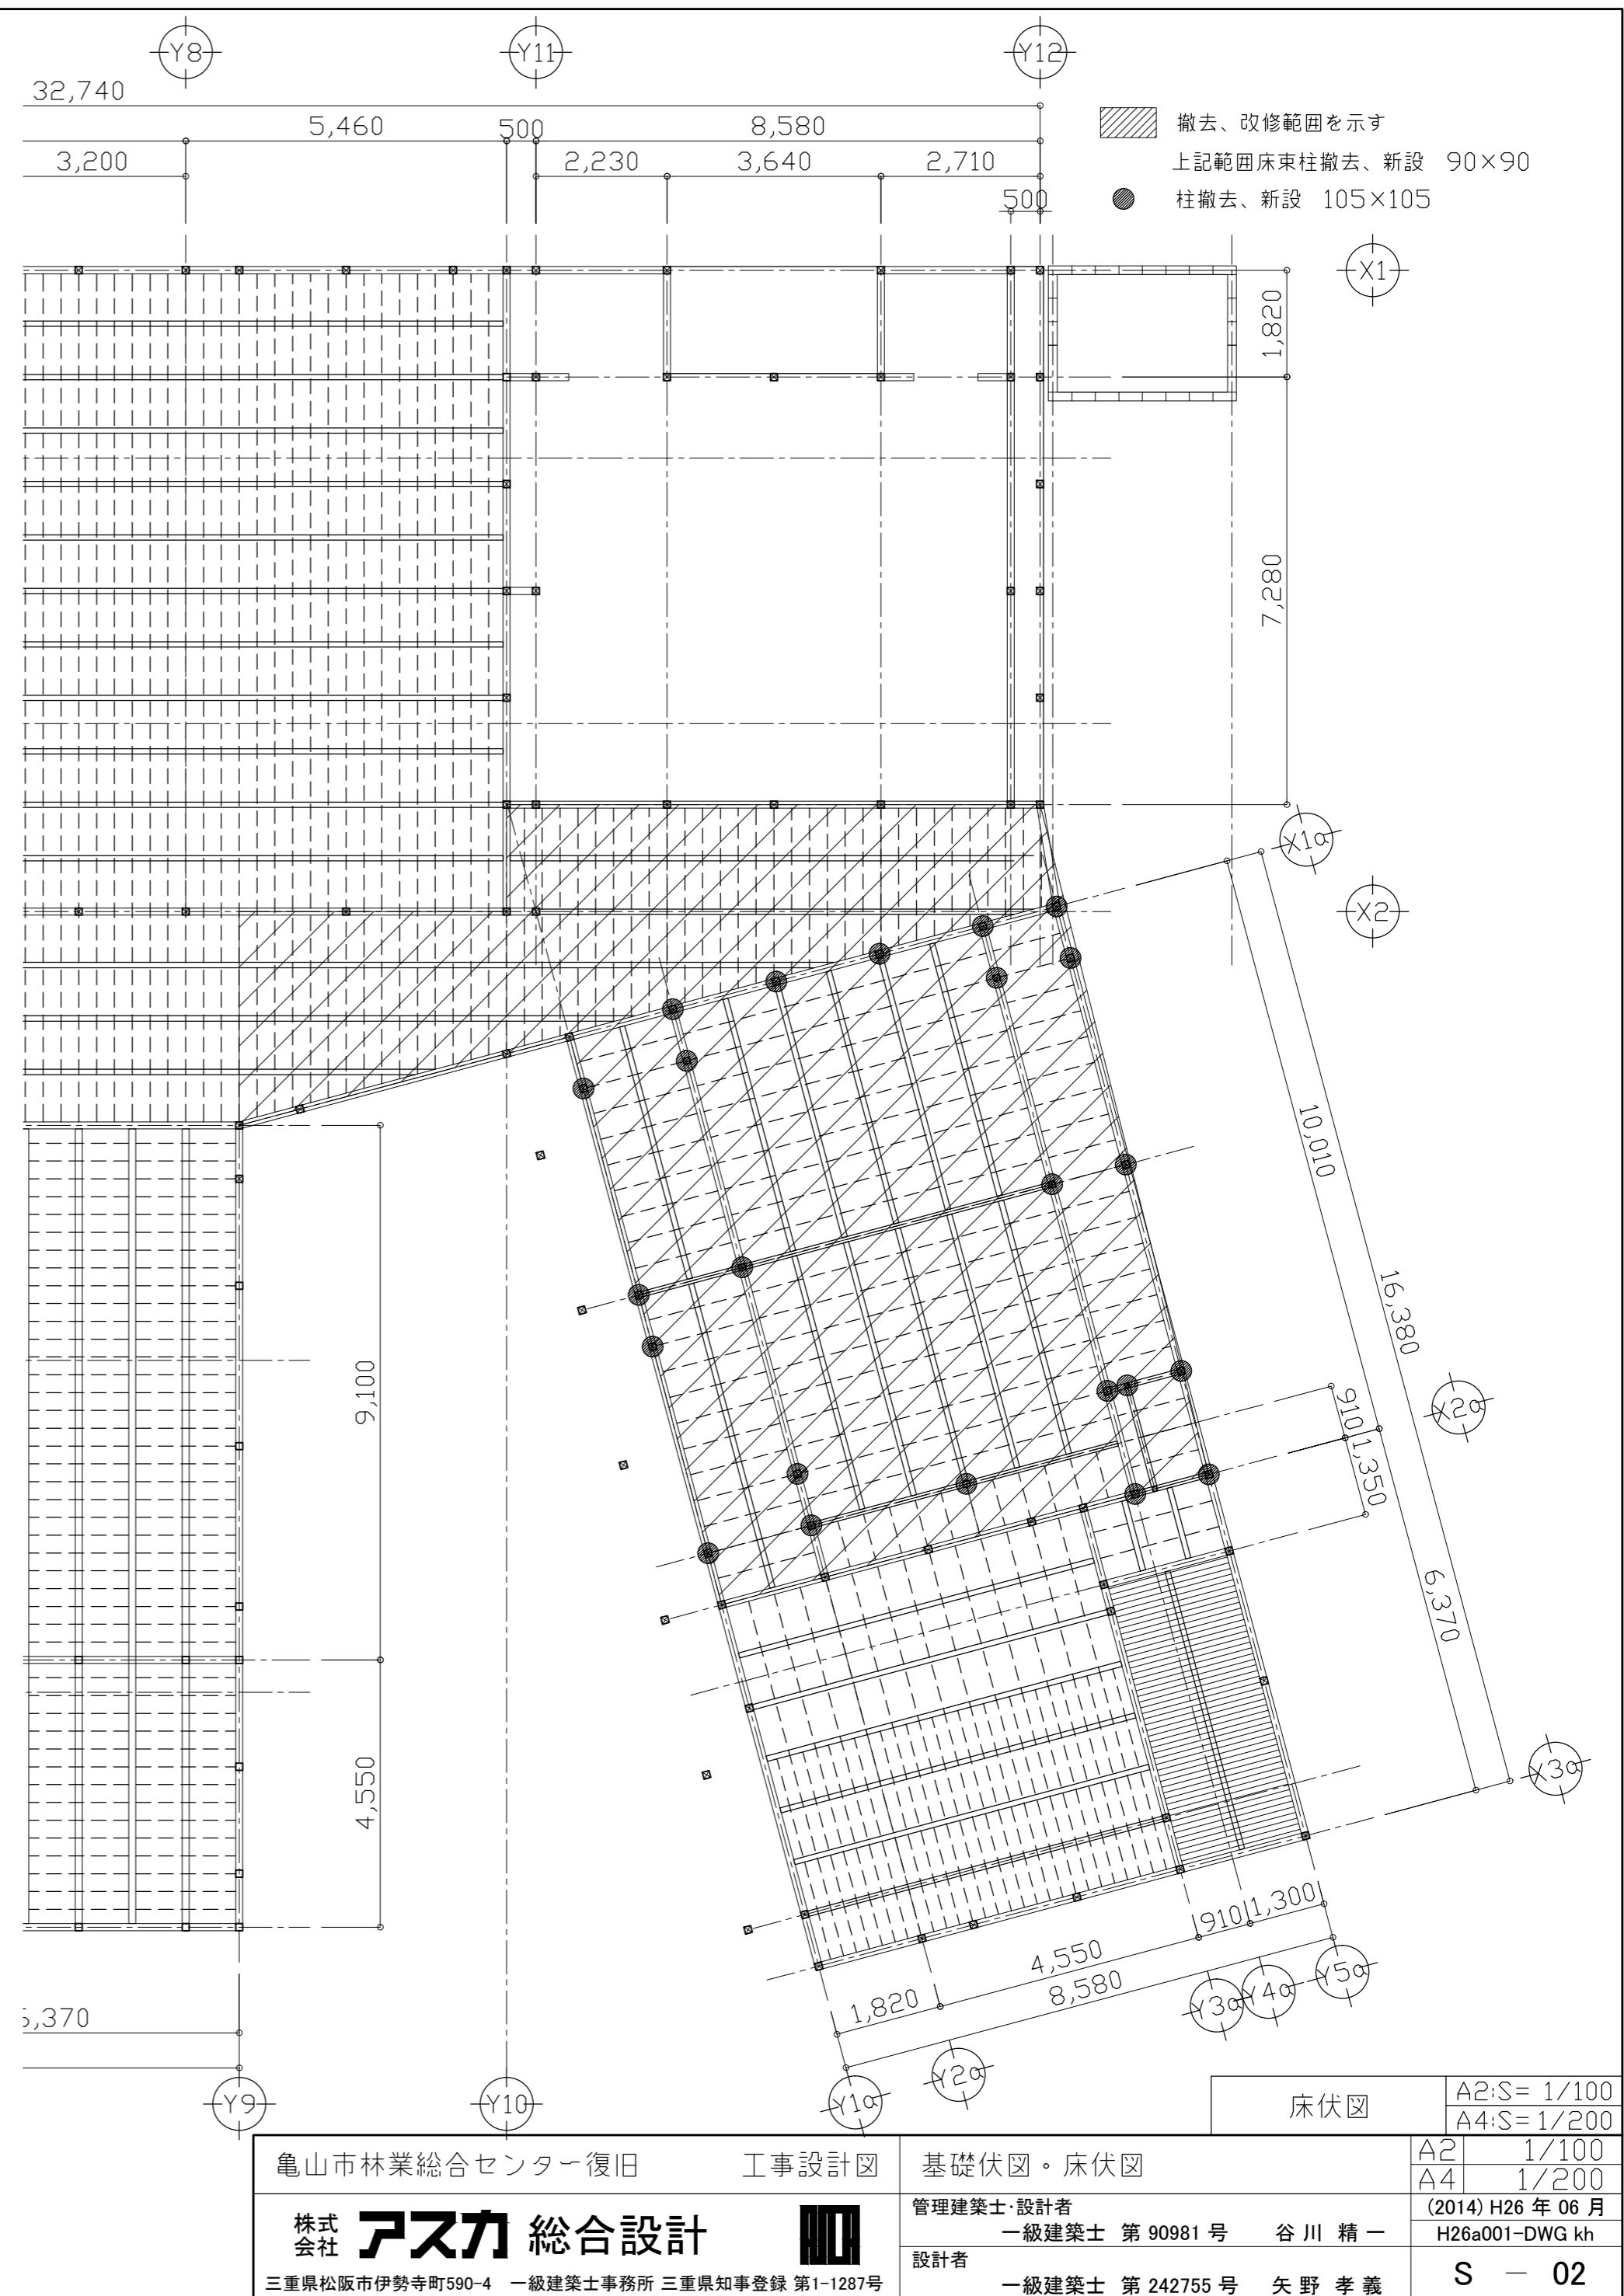 Y8 Y11 Y12
32,740
5,460 500 8,580
3,200 2,230 3,640 2,710
500
撤去、改修範囲を示す
上記範囲床束柱撤去、新設 90×90
柱撤去、新設 105×105
X1
1,820
7,280
X1a
X2
10,010
16,380
9,100
X2a
910
1,350
6,370
4,550
X3a
910 1,300
4,550
1,820 8,580
Y3a Y4a Y5a
,370
Y9 Y10 Y1a Y2a
床伏図
A2:S= 1/100
A4:S= 1/200
亀山市林業総合センター復旧 工事設計図
基礎伏図。床伏図
A2 1/100
A4 1/200
株式会社 アスカ 総合設計
三重県松阪市伊勢寺町590-4 一級建築士事務所 三重県知事登録 第1-1287号
管理建築士・設計者
一級建築士 第 90981 号 谷 川 精 一
設計者
一級建築士 第 242755 号 矢 野 孝 義
(2014) H26 年 06 月
H26a001-DWG kh
S － 02